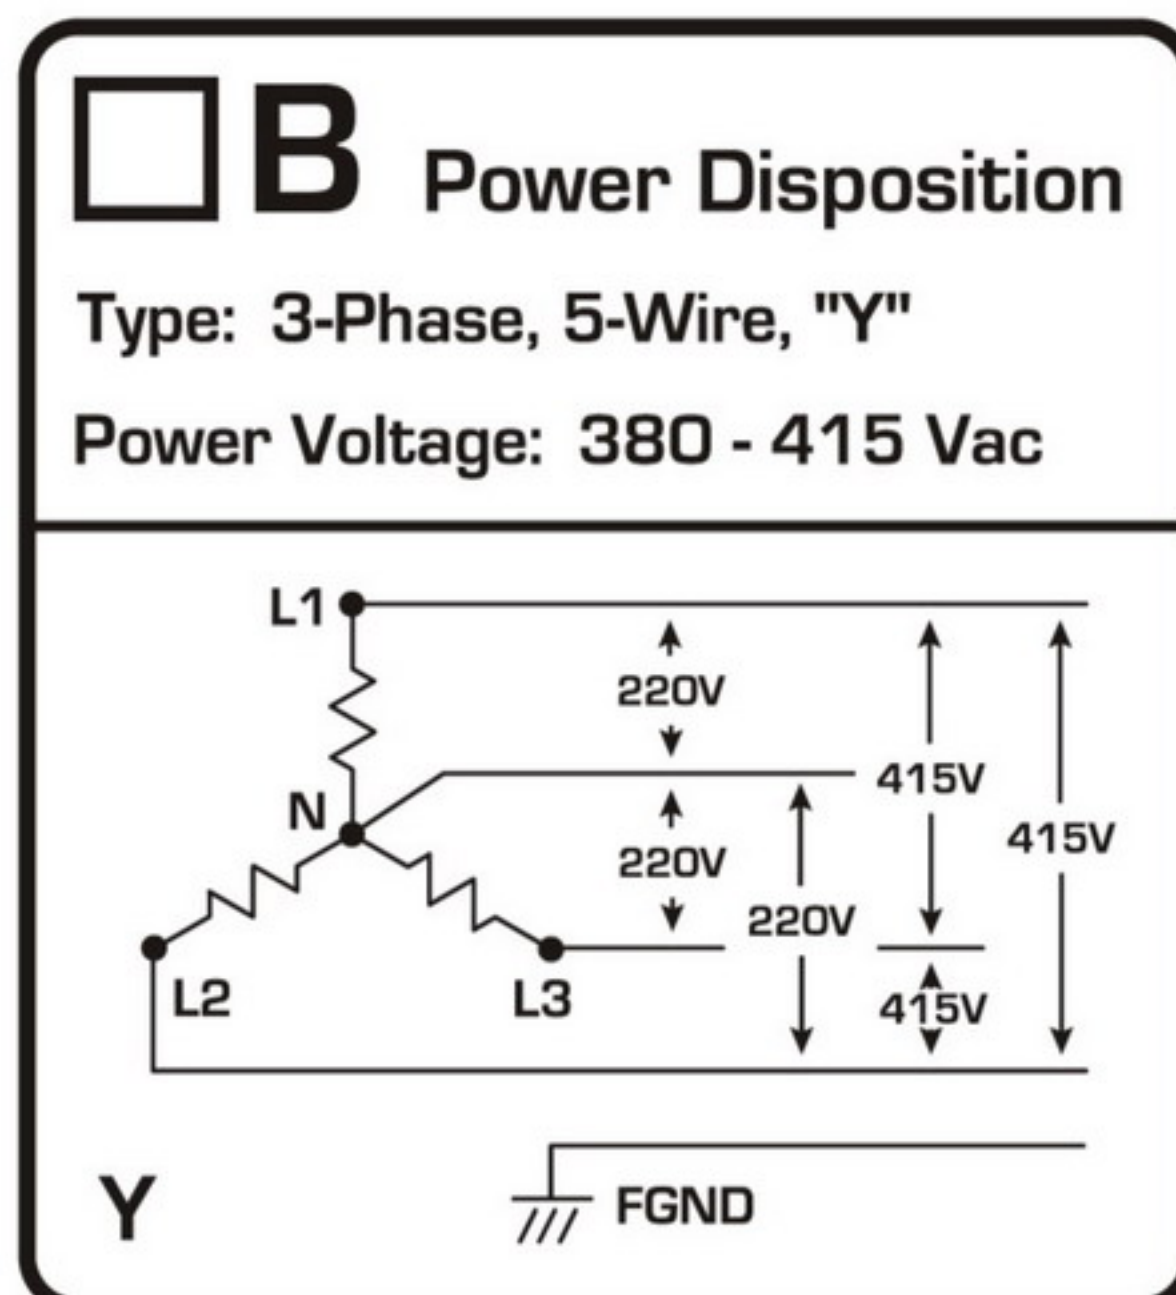 B Power Disposition
Type: 3-Phase, 5-Wire, "Y"
Power Voltage: 380 - 415 Vac
L1
220V
N
415V
415V
220V
220V
L2
L3
415V
Y
FGND